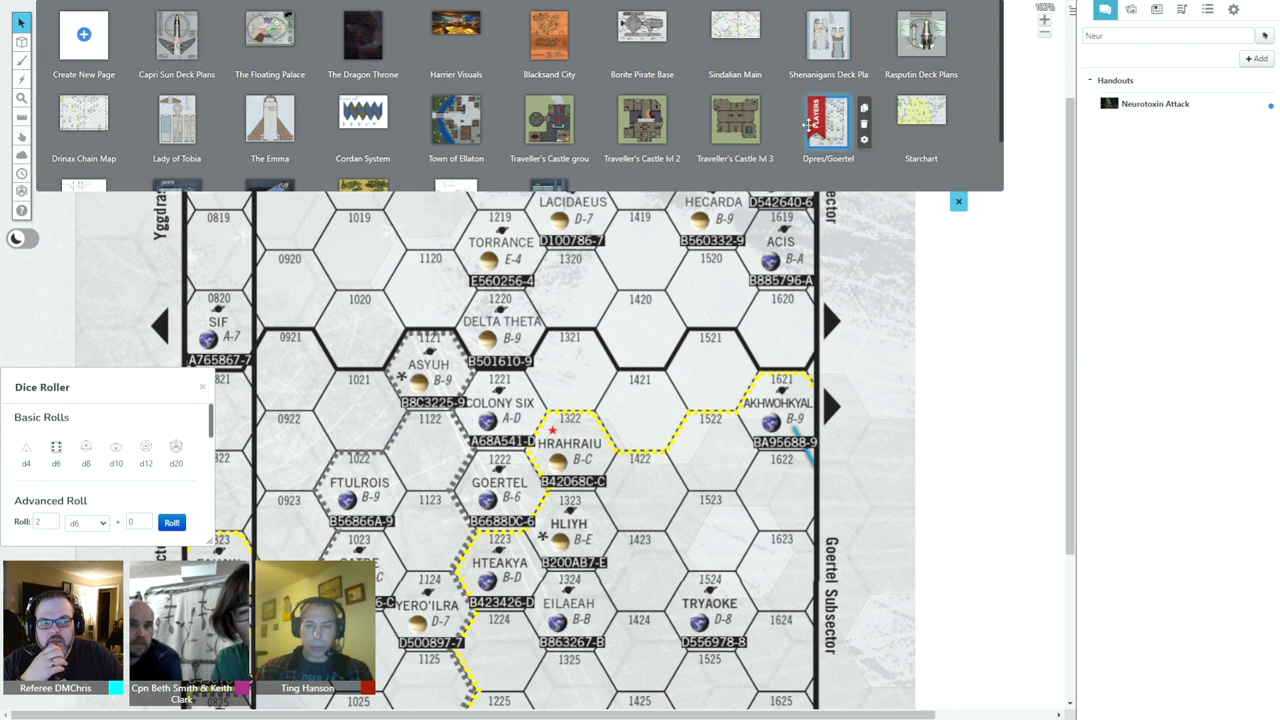 Create New Page
Capri Sun Deck Plans
The Floating Palace
The Dragon Throne
Harrier Visuals
Blacksand City
Borite Pirate Base
Sindalian Main
Shenanigans Deck Pla
Rasputin Deck Plans
Drinax Chain Map
Lady of Tobia
The Emma
Cordan System
Town of Ellaton
Traveller's Castle grou
Traveller's Castle lvl 2
Traveller's Castle lvl 3
PLAYERS
Dpres/Goertel
Starchart
100%
Neur
+ Add
Handouts
Neurotoxin Attack
LACIDAEUS
D-7
D100786-7
HECARDA
B-9
B560332-9
D542640-6
0819
1019
1219
TORRANCE
E-4
E560256-4
1419
1619
ACIS
B-A
B885796-A
0920
1120
1320
1520
0820
SIF
A-7
A765867-7
1020
1220
DELTA THETA
B-9
B501610-9
1420
1620
0921
1121
ASYUH
B-9
B8C3225-9
1321
1521
1021
1221
COLONY SIX
A-D
A68A541-D
1421
1621
AKHWOHKYAL
B-9
BA95688-9
0922
1122
1322
HRAHRAIU
B-C
B42068C-C
1522
1022
FTULROIS
B-9
B56866A-9
1222
GOERTEL
B-6
B6688DC-6
1422
1622
0923
1123
1323
HLIYH
B-E
B200AB7-E
1523
1023
1223
HTEAKYA
B-D
B423426-D
1423
1623
1124
YERO'ILRA
D-7
D500897-7
1324
EILAEAH
B-B
B863267-B
1524
TRYAOKE
D-8
D556978-8
1224
1424
1624
1125
1325
1525
1025
1225
1425
1625
Goertel Subsector
Dice Roller
Basic Rolls
d4
d6
d8
d10
d12
d20
Advanced Roll
Roll: 2 d6 + 0 Roll!
Referee DMChris
Cpn Beth Smith & Keith
Clark
Ting Hanson